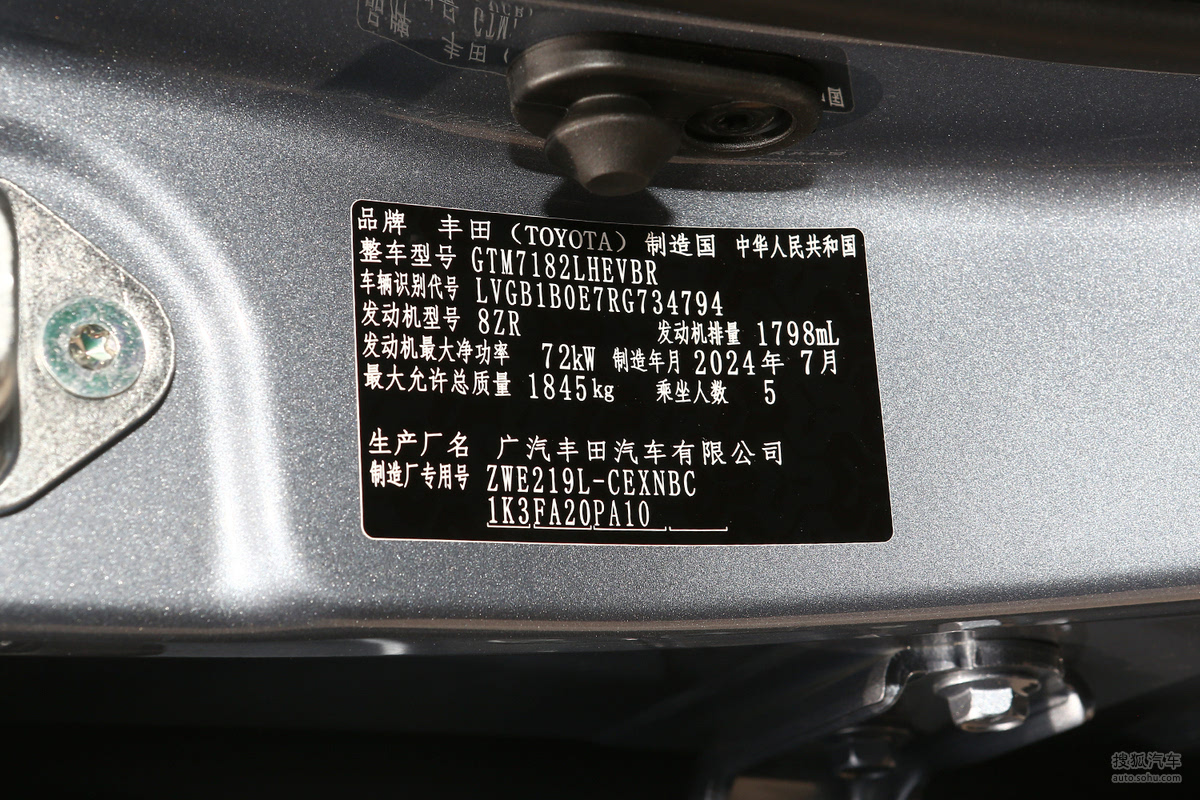 品牌 丰田（TOYOTA） 制造国 中华人民共和国
整车型号 GTM7182LHEVBR
车辆识别代号 LVGB1B0E7RG734794
发动机型号 8ZR 发动机排量 1798mL
发动机最大净功率 72kW 制造年月 2024年 7月
最大允许总质量 1845kg 乘坐人数 5
生产厂名 广汽丰田汽车有限公司
制造厂专用号 ZWE219L-CEXNBC
1K3FA20PA10
搜狐汽车
auto.sohu.com